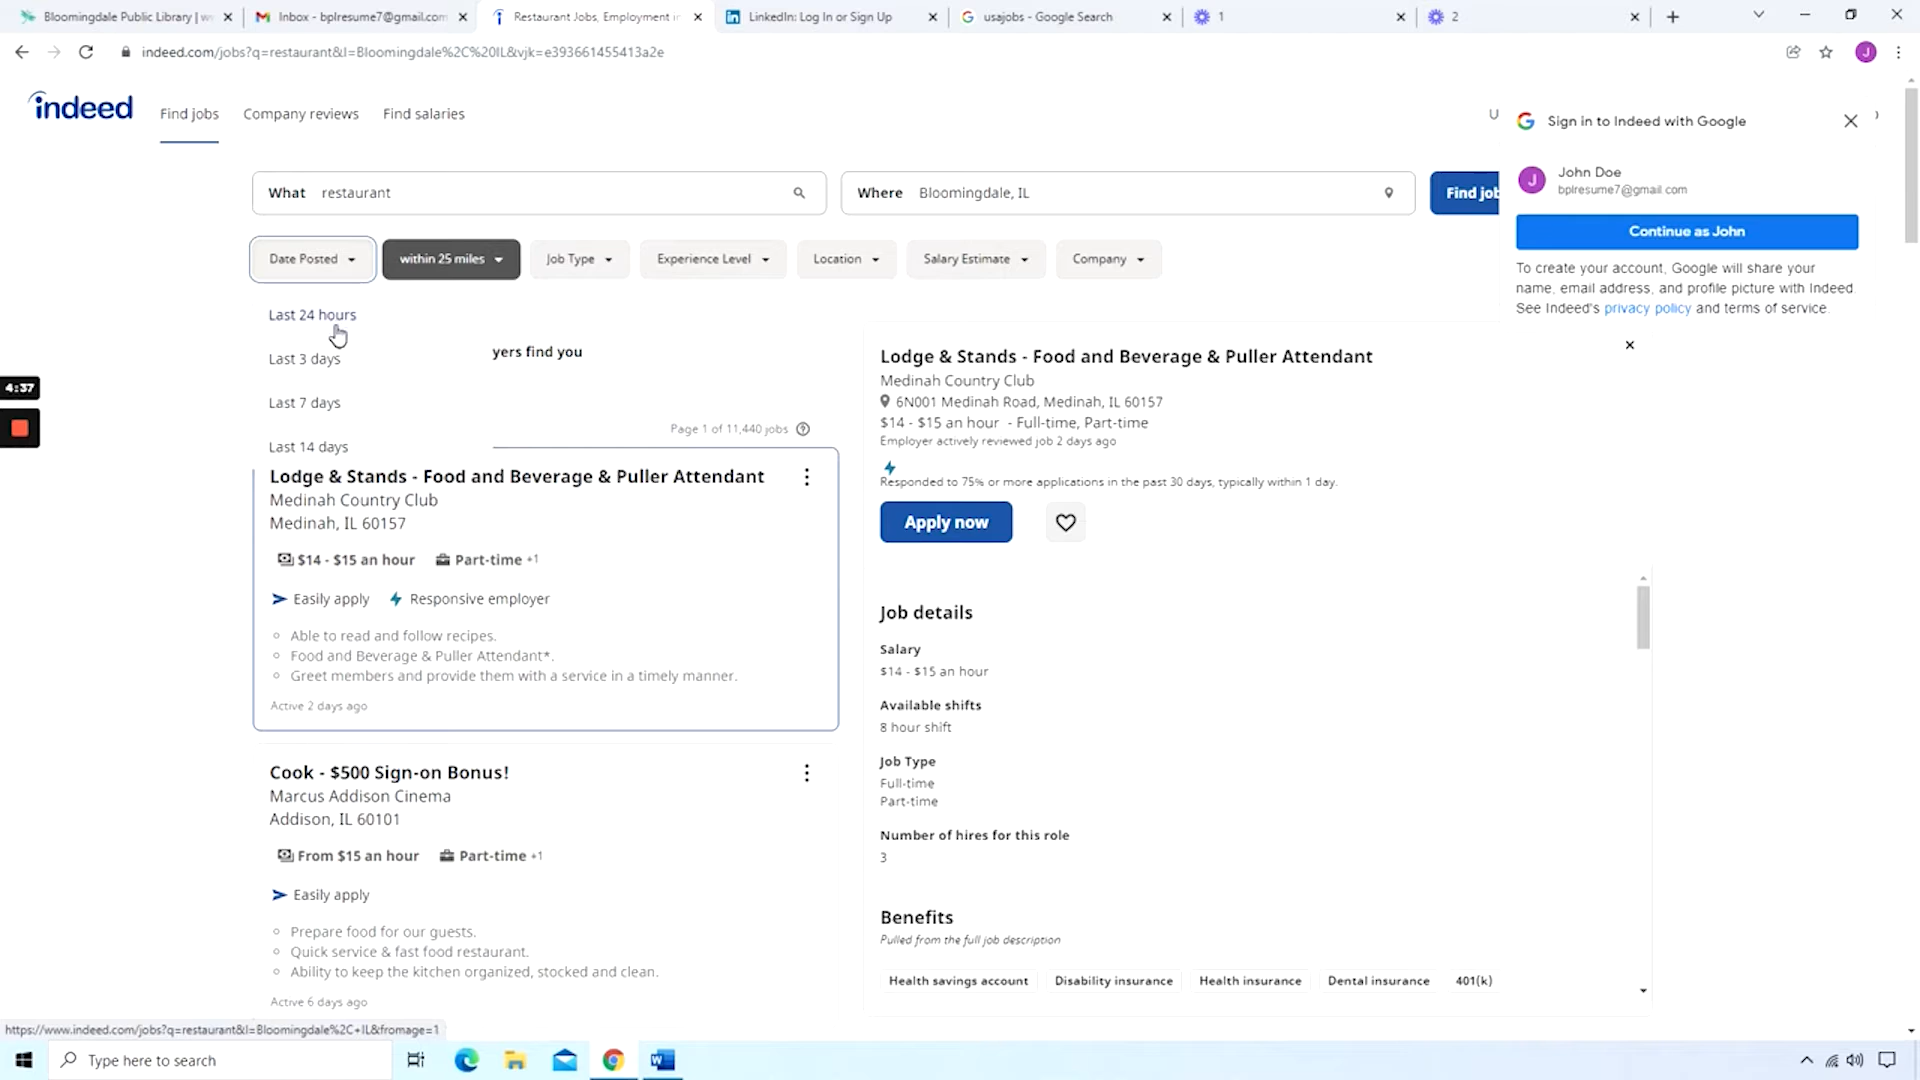 Bloomingdale Public Library | w
Inbox - bplresume7@gmail.com
Restaurant Jobs, Employment in
LinkedIn: Log In or Sign Up
usajobs - Google Search
1
2
indeed.com/jobs?q=restaurant&l=Bloomingdale%2C%20IL&vjk=e393661455413a2e
J
indeed
Find jobs
Company reviews
Find salaries
U
Sign in to Indeed with Google
J
John Doe
bplresume7@gmail.com
Continue as John
To create your account, Google will share your
name, email address, and profile picture with Indeed.
See Indeed's privacy policy and terms of service.
What restaurant
Where Bloomingdale, IL
Find job
Date Posted
within 25 miles
Job Type
Experience Level
Location
Salary Estimate
Company
Last 24 hours
Last 3 days
Last 7 days
Last 14 days
yers find you
4:37
Page 1 of 11,440 jobs
Lodge & Stands - Food and Beverage & Puller Attendant
Medinah Country Club
Medinah, IL 60157
$14 - $15 an hour
Part-time +1
Easily apply
Responsive employer
Able to read and follow recipes.
Food and Beverage & Puller Attendant*.
Greet members and provide them with a service in a timely manner.
Active 2 days ago
Cook - $500 Sign-on Bonus!
Marcus Addison Cinema
Addison, IL 60101
From $15 an hour
Part-time +1
Easily apply
Prepare food for our guests.
Quick service & fast food restaurant.
Ability to keep the kitchen organized, stocked and clean.
Active 6 days ago
Lodge & Stands - Food and Beverage & Puller Attendant
Medinah Country Club
6N001 Medinah Road, Medinah, IL 60157
$14 - $15 an hour - Full-time, Part-time
Employer actively reviewed job 2 days ago
Responded to 75% or more applications in the past 30 days, typically within 1 day.
Apply now
Job details
Salary
$14 - $15 an hour
Available shifts
8 hour shift
Job Type
Full-time
Part-time
Number of hires for this role
3
Benefits
Pulled from the full job description
Health savings account
Disability insurance
Health insurance
Dental insurance
401(k)
https://www.indeed.com/jobs?q=restaurant&l=Bloomingdale%2C+IL&fromage=1
Type here to search